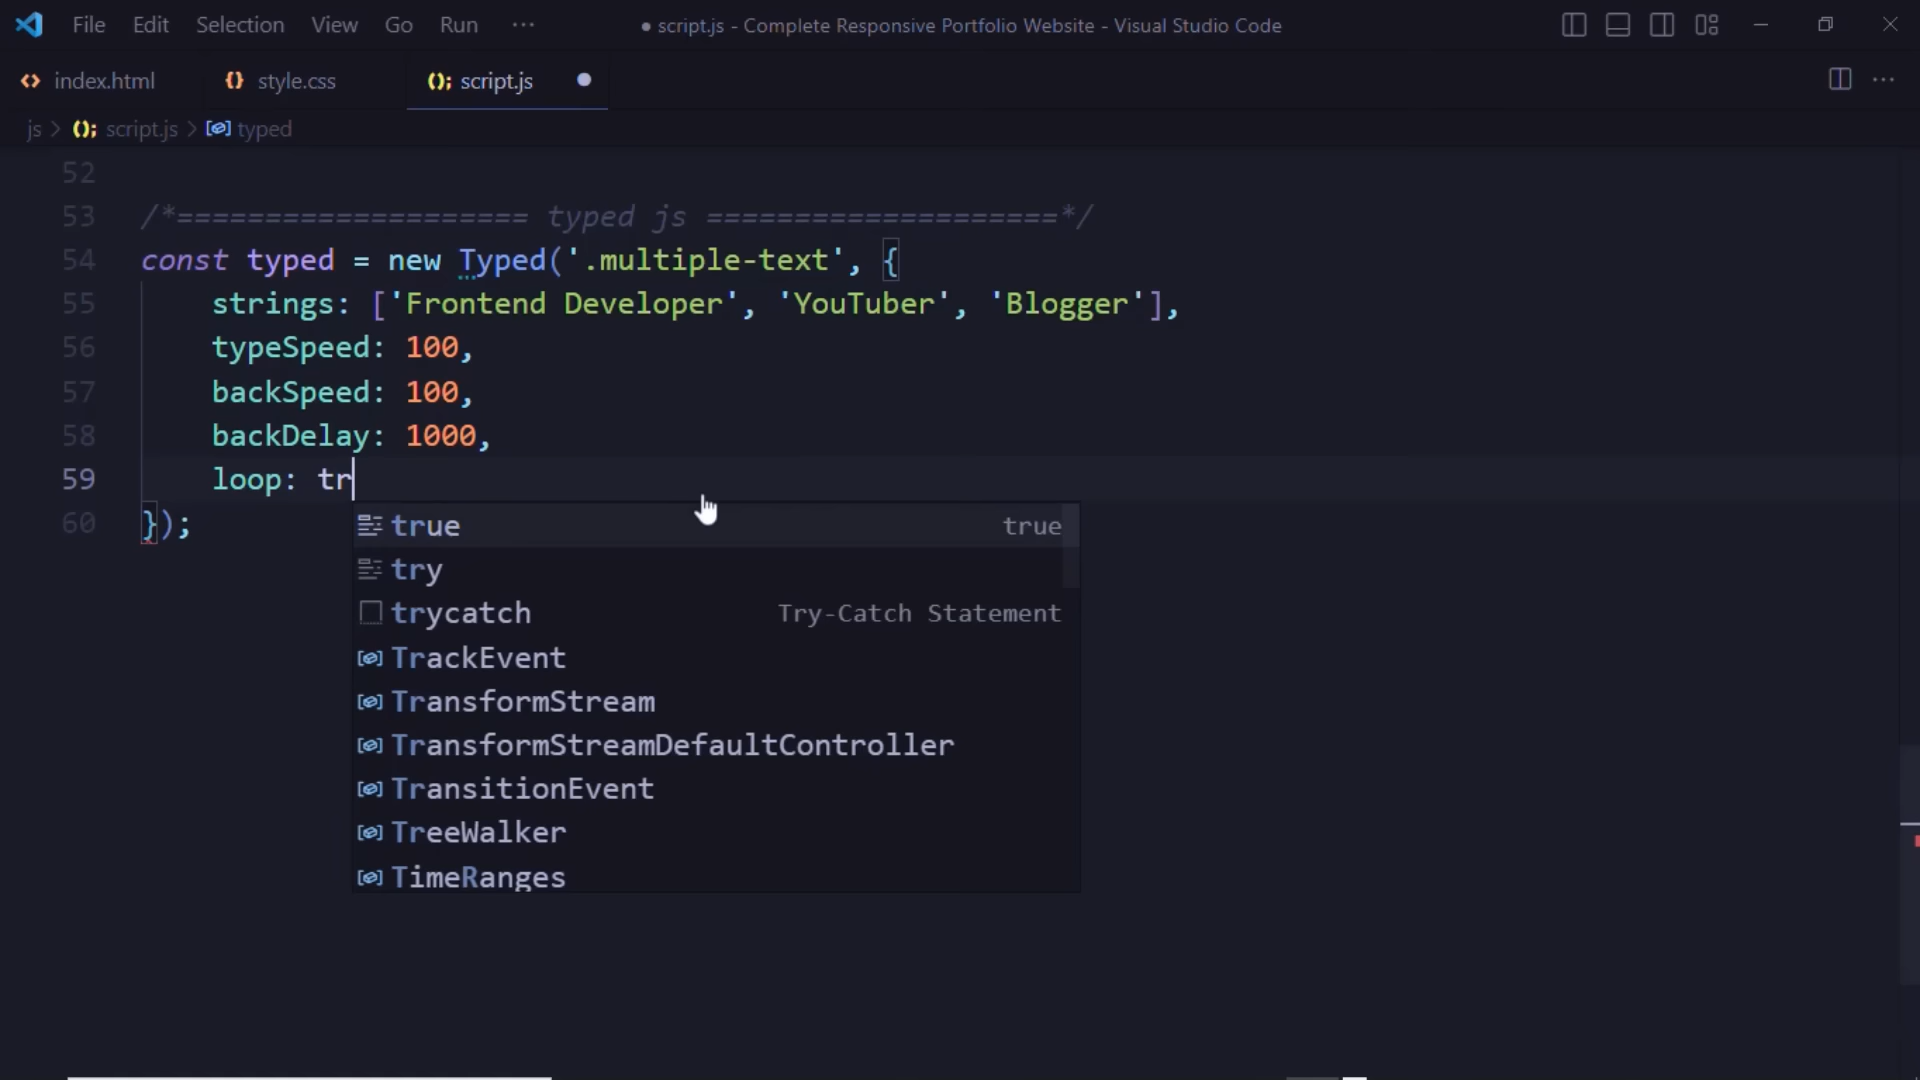 File Edit Selection View Go Run ··· ● script.js - Complete Responsive Portfolio Website - Visual Studio Code
<> index.html {} style.css (); script.js ●
js > (); script.js > typed
52
53 /*==================== typed js ====================*/
54 const typed = new Typed('.multiple-text', {
55 strings: ['Frontend Developer', 'YouTuber', 'Blogger'],
56 typeSpeed: 100,
57 backSpeed: 100,
58 backDelay: 1000,
59 loop: tr
60 });
true true
try
trycatch Try-Catch Statement
TrackEvent
TransformStream
TransformStreamDefaultController
TransitionEvent
TreeWalker
TimeRanges